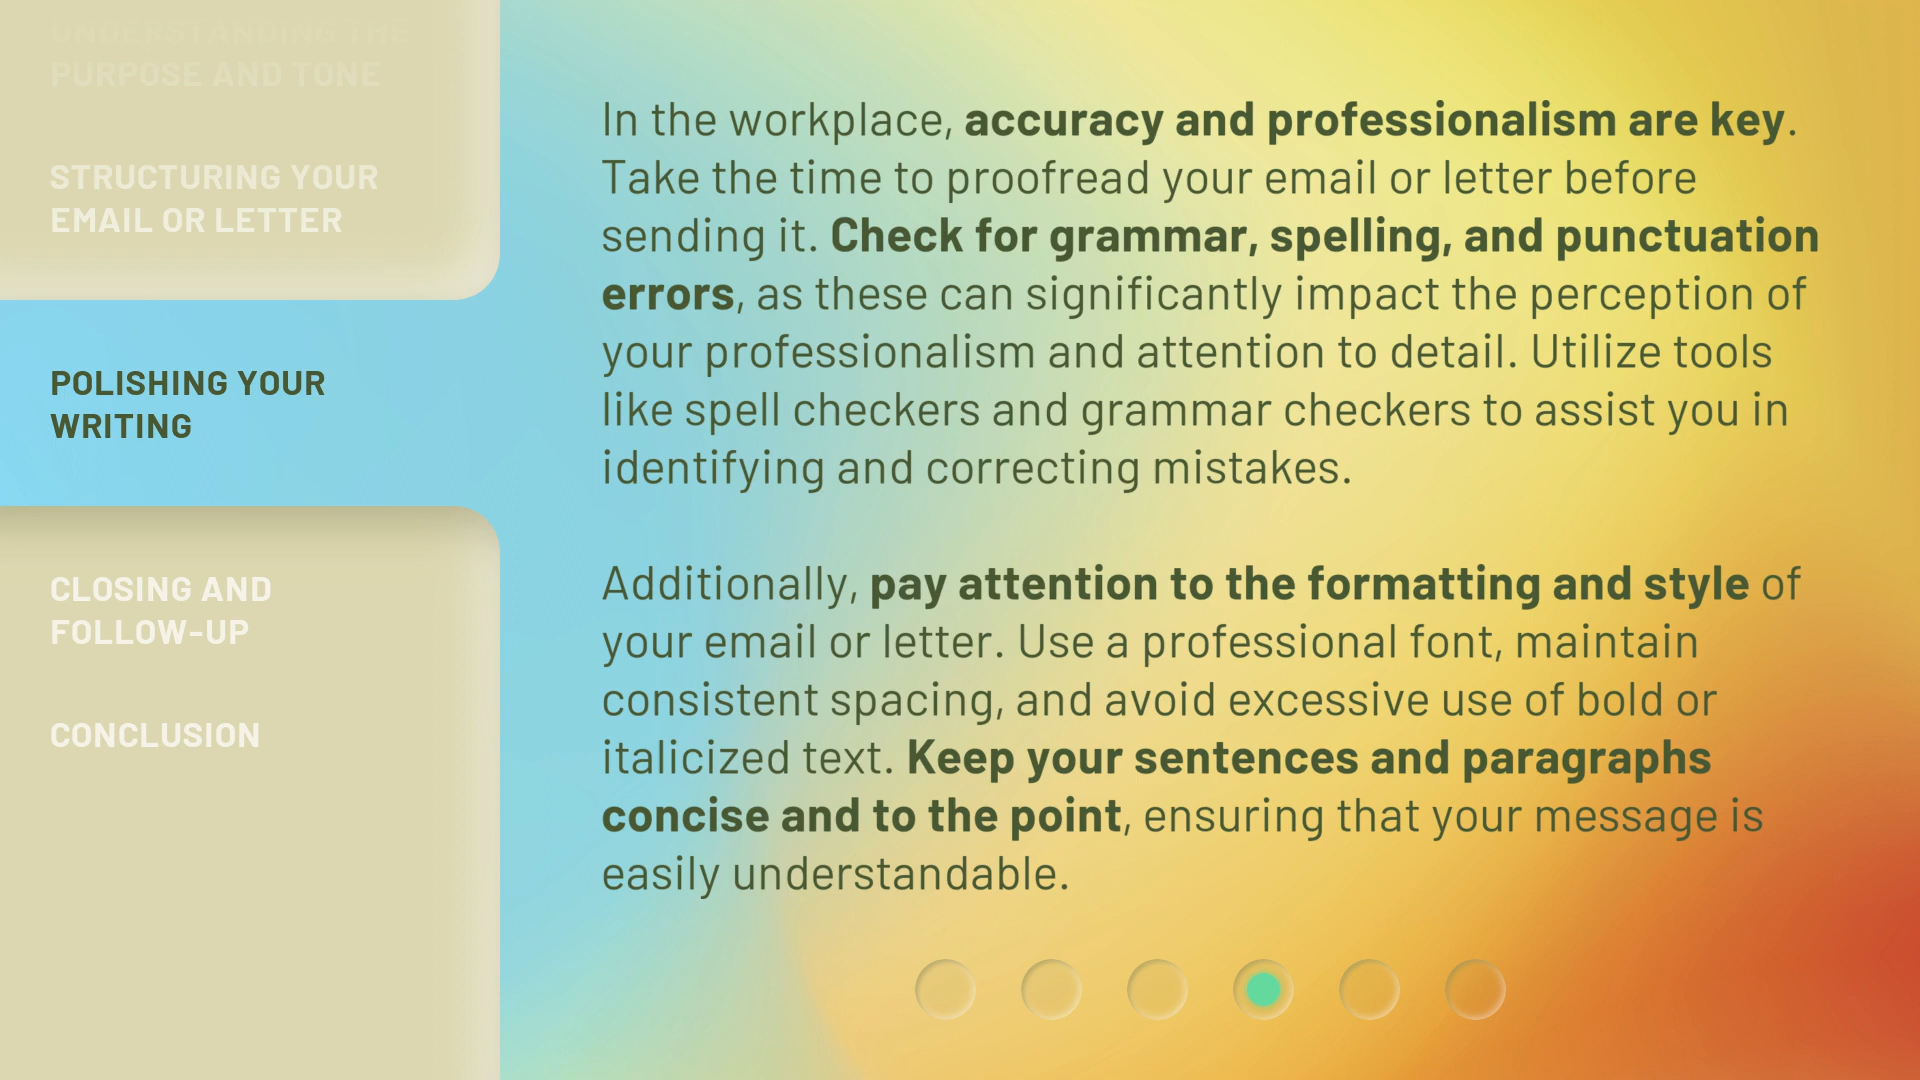 UNDERSTANDING THE
PURPOSE AND TONE
STRUCTURING YOUR
EMAIL OR LETTER
POLISHING YOUR
WRITING
CLOSING AND
FOLLOW-UP
CONCLUSION
In the workplace, accuracy and professionalism are key.
Take the time to proofread your email or letter before
sending it. Check for grammar, spelling, and punctuation
errors, as these can significantly impact the perception of
your professionalism and attention to detail. Utilize tools
like spell checkers and grammar checkers to assist you in
identifying and correcting mistakes.
Additionally, pay attention to the formatting and style of
your email or letter. Use a professional font, maintain
consistent spacing, and avoid excessive use of bold or
italicized text. Keep your sentences and paragraphs
concise and to the point, ensuring that your message is
easily understandable.